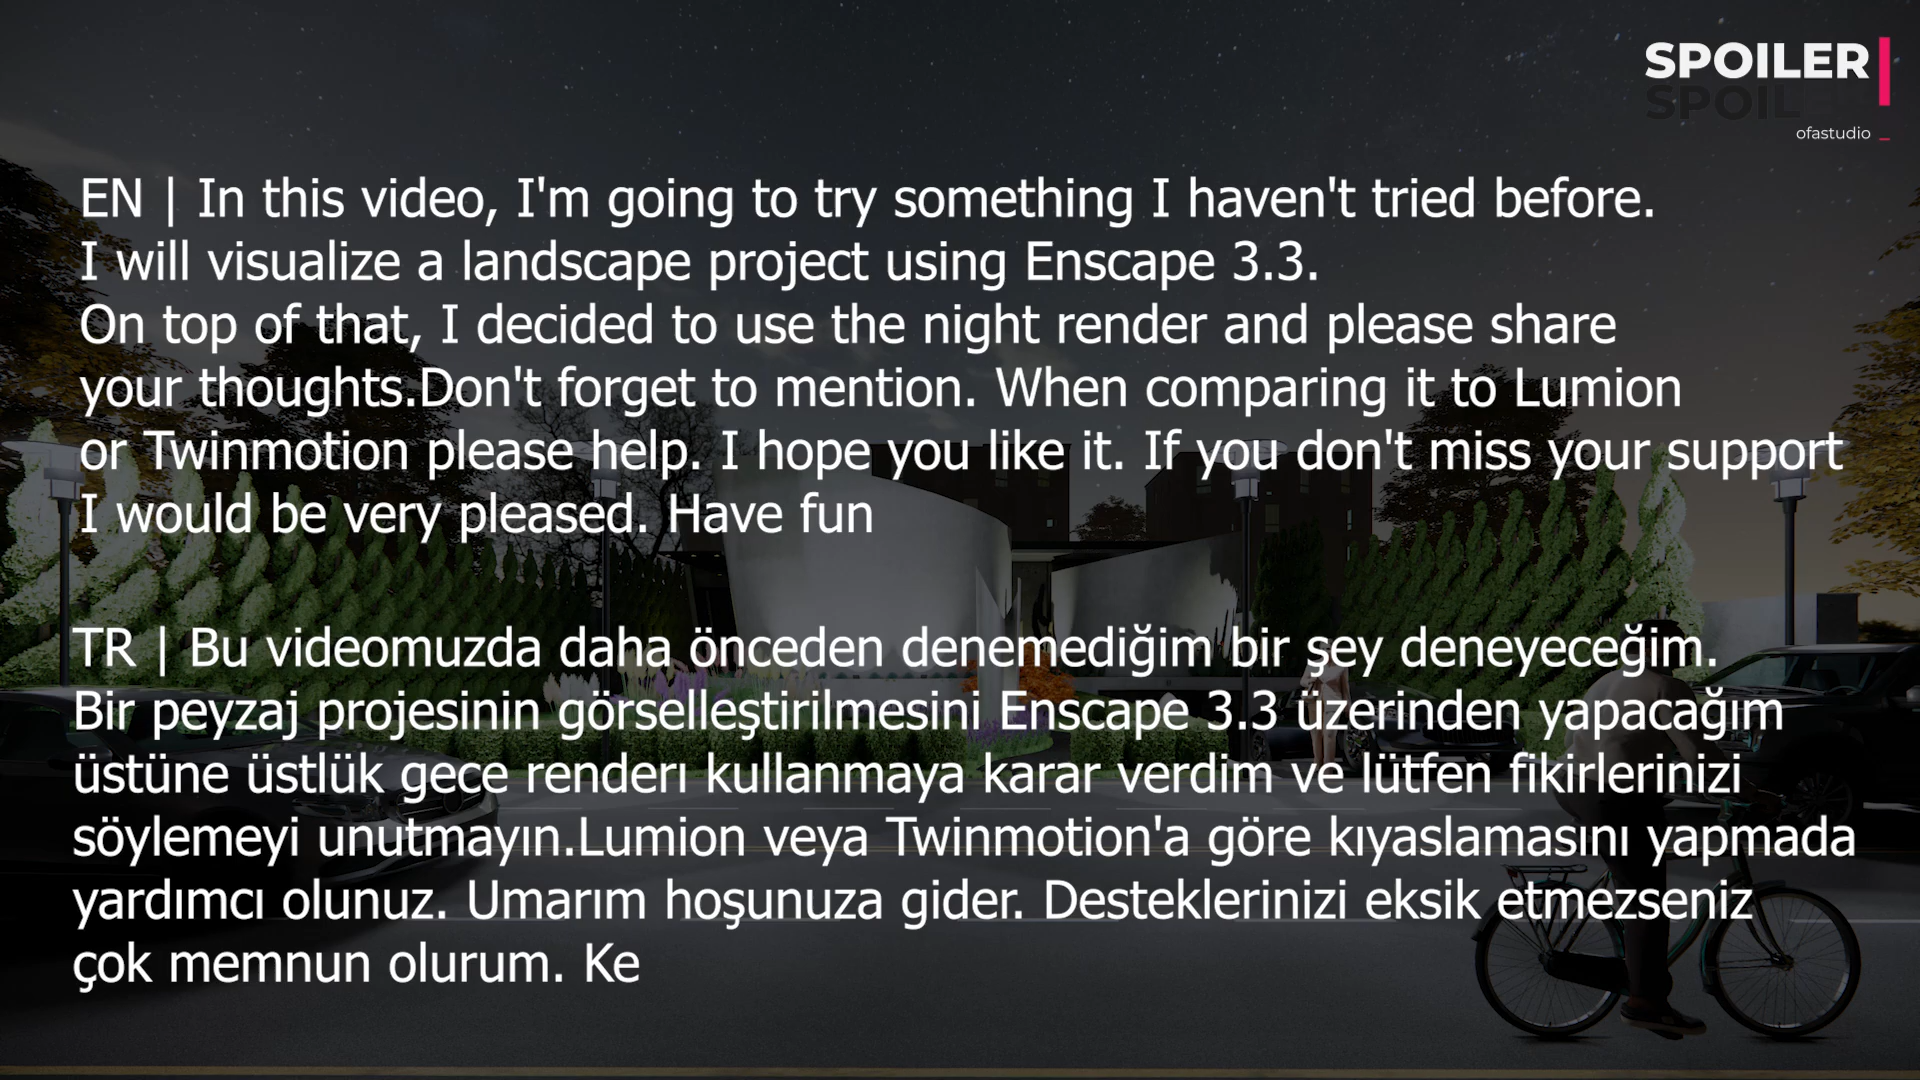 SPOILER
SPOIL
ofastudio _
EN | In this video, I'm going to try something I haven't tried before.
I will visualize a landscape project using Enscape 3.3.
On top of that, I decided to use the night render and please share
your thoughts.Don't forget to mention. When comparing it to Lumion
or Twinmotion please help. I hope you like it. If you don't miss your support
I would be very pleased. Have fun
TR | Bu videomuzda daha önceden denemediğim bir şey deneyeceğim.
Bir peyzaj projesinin görselleştirilmesini Enscape 3.3 üzerinden yapacağım
üstüne üstlük gece renderı kullanmaya karar verdim ve lütfen fikirlerinizi
söylemeyi unutmayın.Lumion veya Twinmotion'a göre kıyaslamasını yapmada
yardımcı olunuz. Umarım hoşunuza gider. Desteklerinizi eksik etmezseniz
çok memnun olurum. Ke